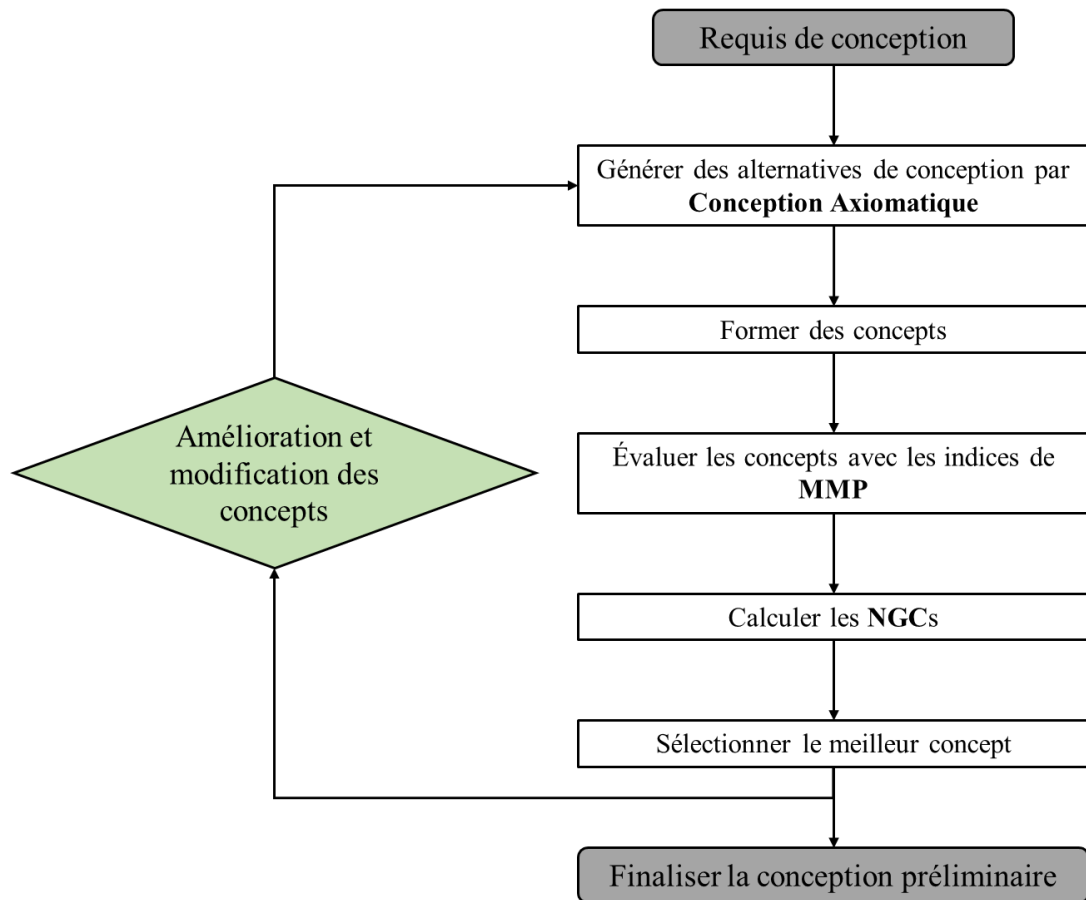 Requis de conception
Générer des alternatives de conception par
Conception Axiomatique
Former des concepts
Amélioration et
modification des
concepts
Évaluer les concepts avec les indices de
MMP
Calculer les NGCs
Sélectionner le meilleur concept
Finaliser la conception préliminaire